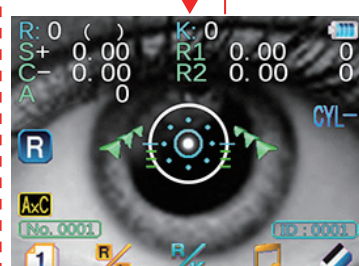 R: 0 ( ) K: 0
S+ 0.00 R1 0.00 0
C- 0.00 R2 0.00 0
A 0
CYL-
R
AxC
No. 0001 ID : 0001
1 R/ R/K